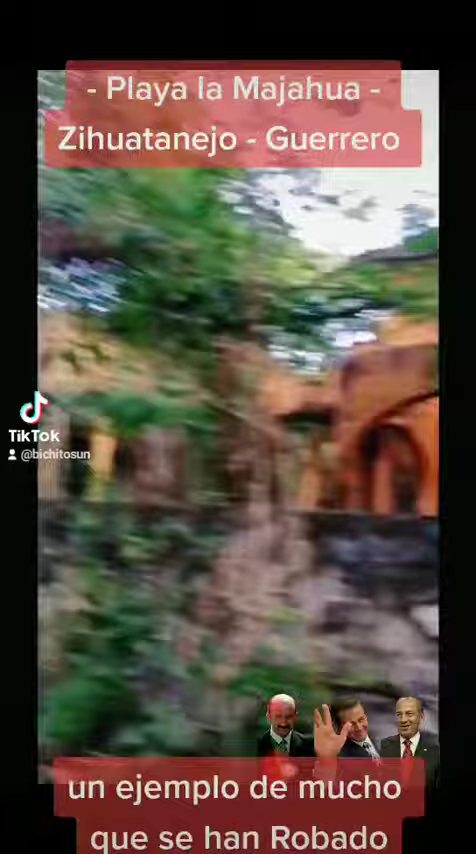 - Playa la Majahua -
Zihuatanejo - Guerrero
TikTok
@bichitosun
un ejemplo de mucho
que se han Robado